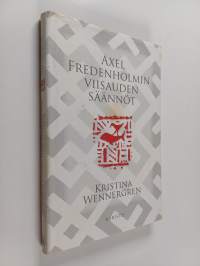 AXEL
FREDENHOLMIN
VIISAUDEN
SÄÄNNÖT
KRISTINA
WENNERGREN